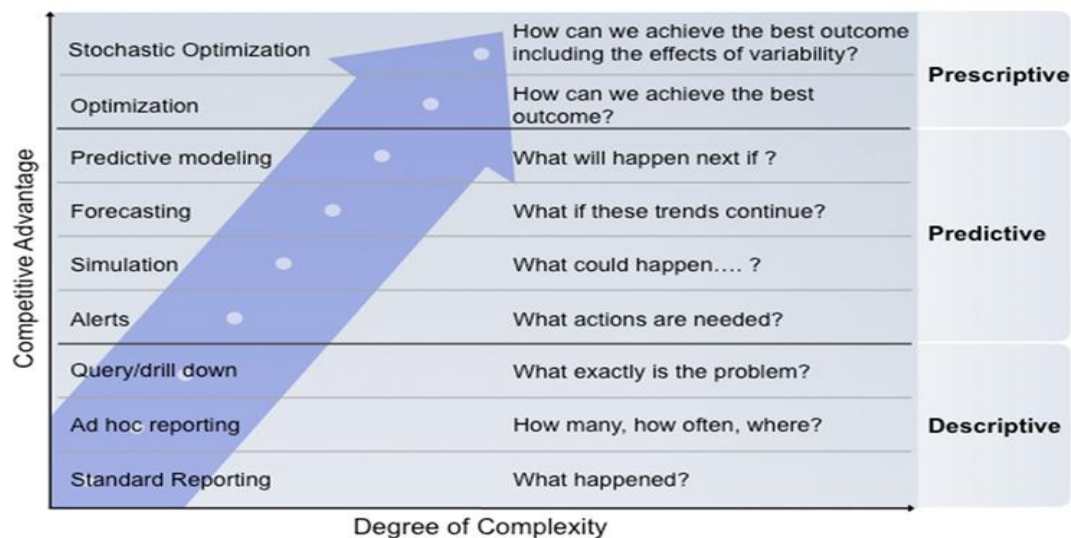 Stochastic Optimization
How can we achieve the best outcome
including the effects of variability?
Prescriptive
Optimization
How can we achieve the best
outcome?
Predictive modeling
What will happen next if ?
Forecasting
What if these trends continue?
Predictive
Simulation
What could happen.... ?
Alerts
What actions are needed?
Query/drill down
What exactly is the problem?
Ad hoc reporting
How many, how often, where?
Descriptive
Standard Reporting
What happened?
Competitive Advantage
Degree of Complexity